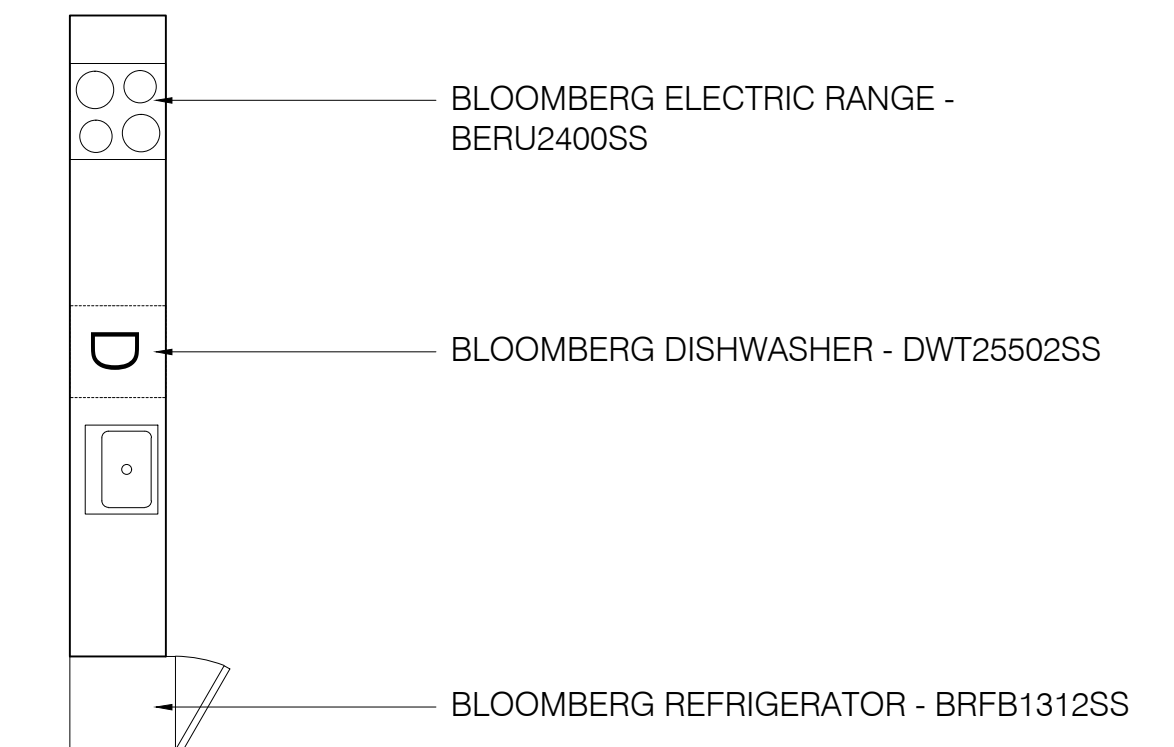 BLOOMBERG ELECTRIC RANGE -
BERU2400SS
BLOOMBERG DISHWASHER - DWT25502SS
BLOOMBERG REFRIGERATOR - BRFB1312SS